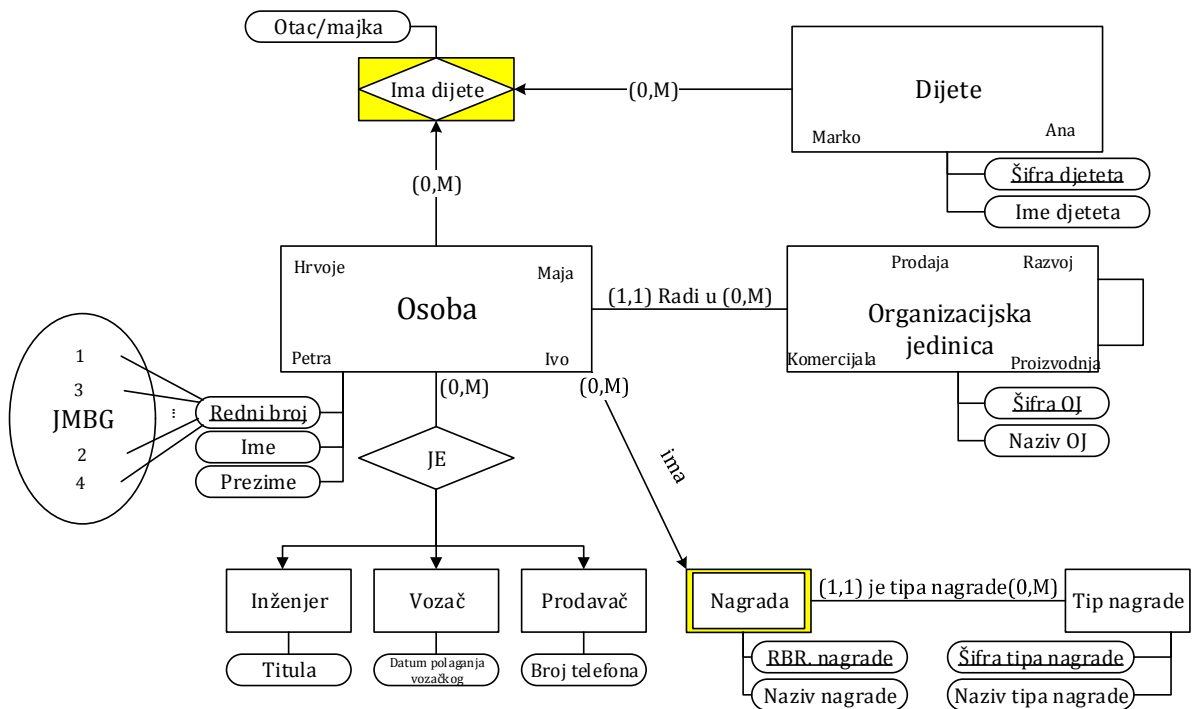 Otac/majka
Ima dijete
(0,M)
Dijete
Marko
Ana
Šifra djeteta
Ime djeteta
(0,M)
Hrvoje
Maja
Osoba
Petra
Ivo
(1,1) Radi u (0,M)
Prodaja
Razvoj
Organizacijska
jedinica
Komercijala
Proizvodnja
Šifra OJ
Naziv OJ
1
3
JMBG
...
2
4
Redni broj
Ime
Prezime
(0,M)
JE
(0,M)
ima
Inženjer
Vozač
Prodavač
Titula
Datum polaganja
vozačkog
Broj telefona
Nagrada
(1,1) je tipa nagrade(0,M)
Tip nagrade
RBR. nagrade
Naziv nagrade
Šifra tipa nagrade
Naziv tipa nagrade